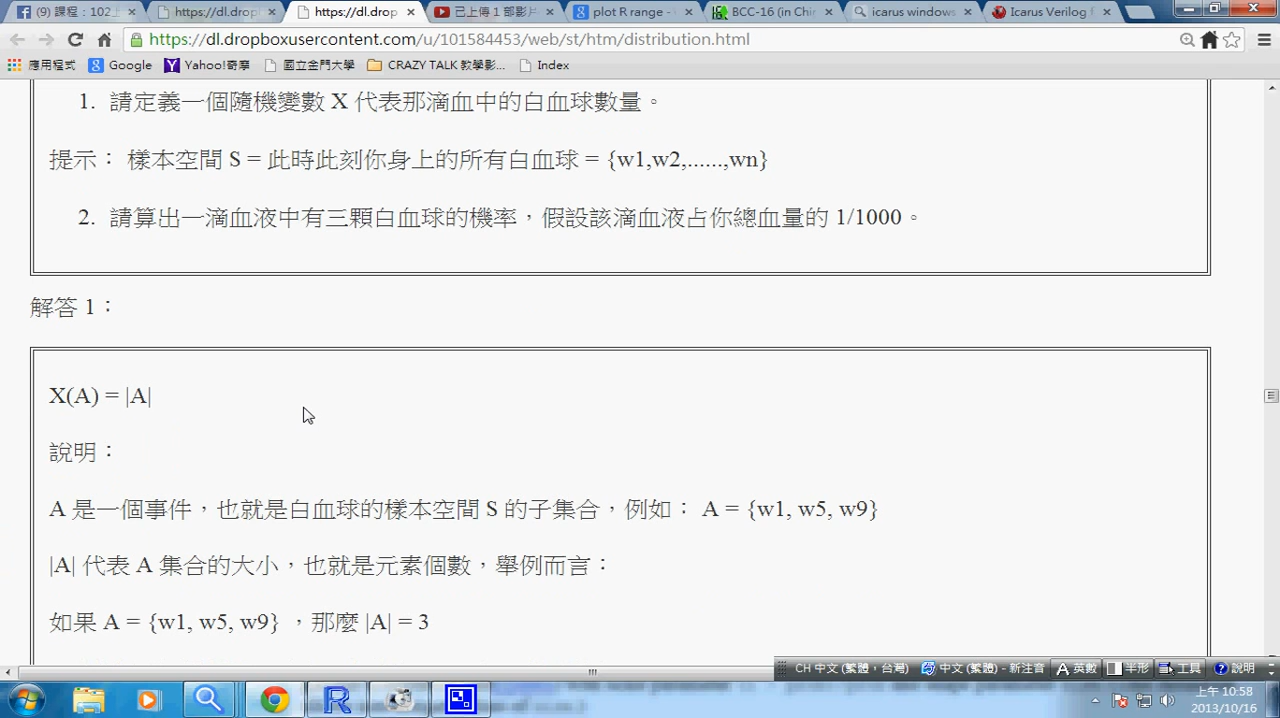 (9) 課程：102上
https://dl.dropl
https://dl.drop
己上傳 1 部影片
plot R range -
BCC-16 (in Chin
icarus windows
Icarus Verilog f
https://dl.dropboxusercontent.com/u/101584453/web/st/htm/distribution.html
應用程式
Google
Yahoo!奇摩
國立金門大學
CRAZY TALK 教學影...
Index
1. 請定義一個隨機變數 X 代表那滴血中的白血球數量。
提示： 樣本空間 S = 此時此刻你身上的所有白血球 = {w1,w2,......,wn}
2. 請算出一滴血液中有三顆白血球的機率，假設該滴血液占你總血量的 1/1000。
解答 1：
X(A) = |A|
說明：
A 是一個事件，也就是白血球的樣本空間 S 的子集合，例如： A = {w1, w5, w9}
|A| 代表 A 集合的大小，也就是元素個數，舉例而言：
如果 A = {w1, w5, w9} ，那麼 |A| = 3
CH 中文 (繁體，台灣)
中文 (繁體) - 新注音
英數
半形
工具
說明
上午 10:58
2013/10/16